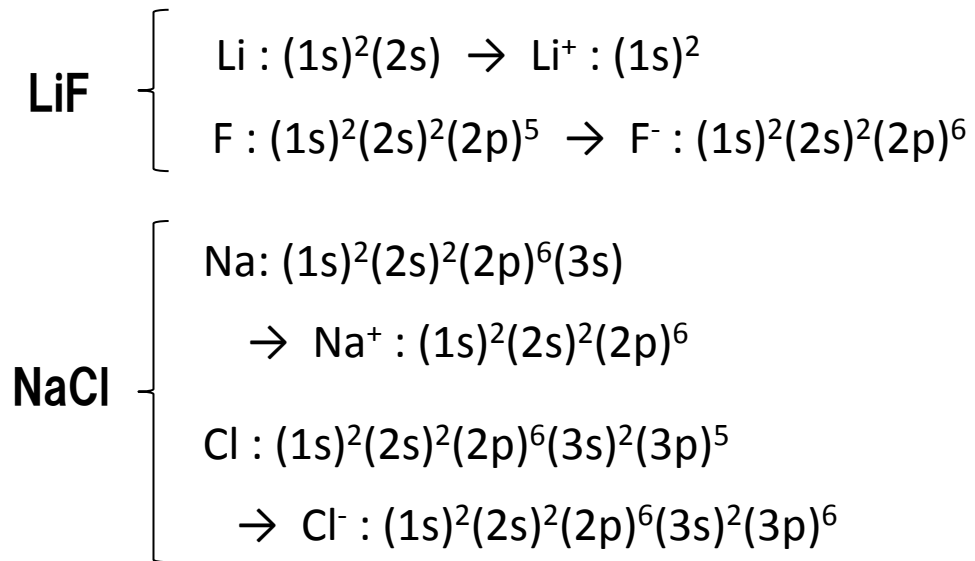 LiF
Li : (1s)²(2s) → Li⁺ : (1s)²
F : (1s)²(2s)²(2p)⁵ → F⁻ : (1s)²(2s)²(2p)⁶
NaCl
Na: (1s)²(2s)²(2p)⁶(3s)
→ Na⁺ : (1s)²(2s)²(2p)⁶
Cl : (1s)²(2s)²(2p)⁶(3s)²(3p)⁵
→ Cl⁻ : (1s)²(2s)²(2p)⁶(3s)²(3p)⁶